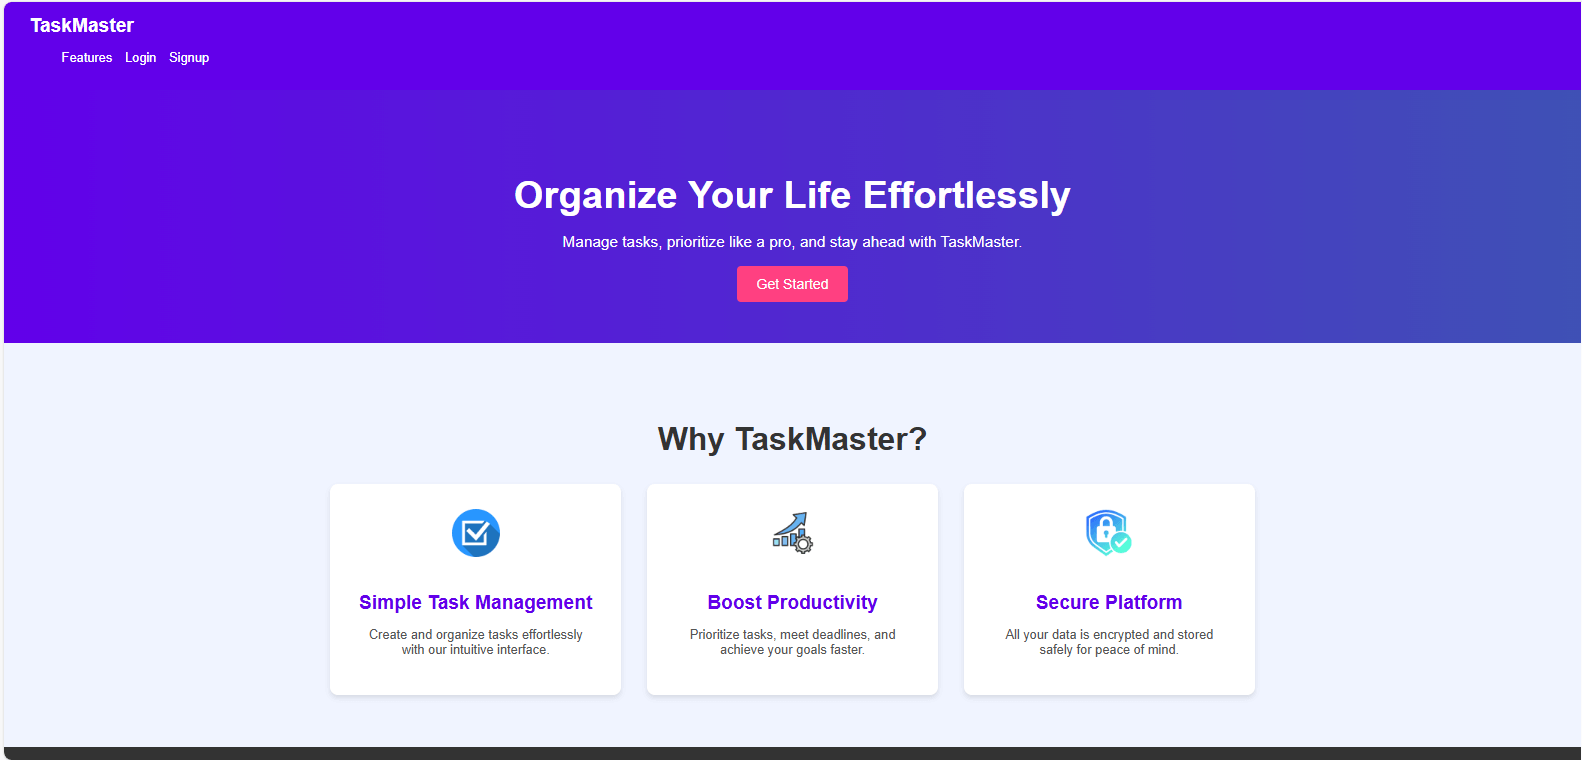 TaskMaster
Features Login Signup
Organize Your Life Effortlessly
Manage tasks, prioritize like a pro, and stay ahead with TaskMaster.
Get Started
Why TaskMaster?
Simple Task Management
Create and organize tasks effortlessly
with our intuitive interface.
Boost Productivity
Prioritize tasks, meet deadlines, and
achieve your goals faster.
Secure Platform
All your data is encrypted and stored
safely for peace of mind.